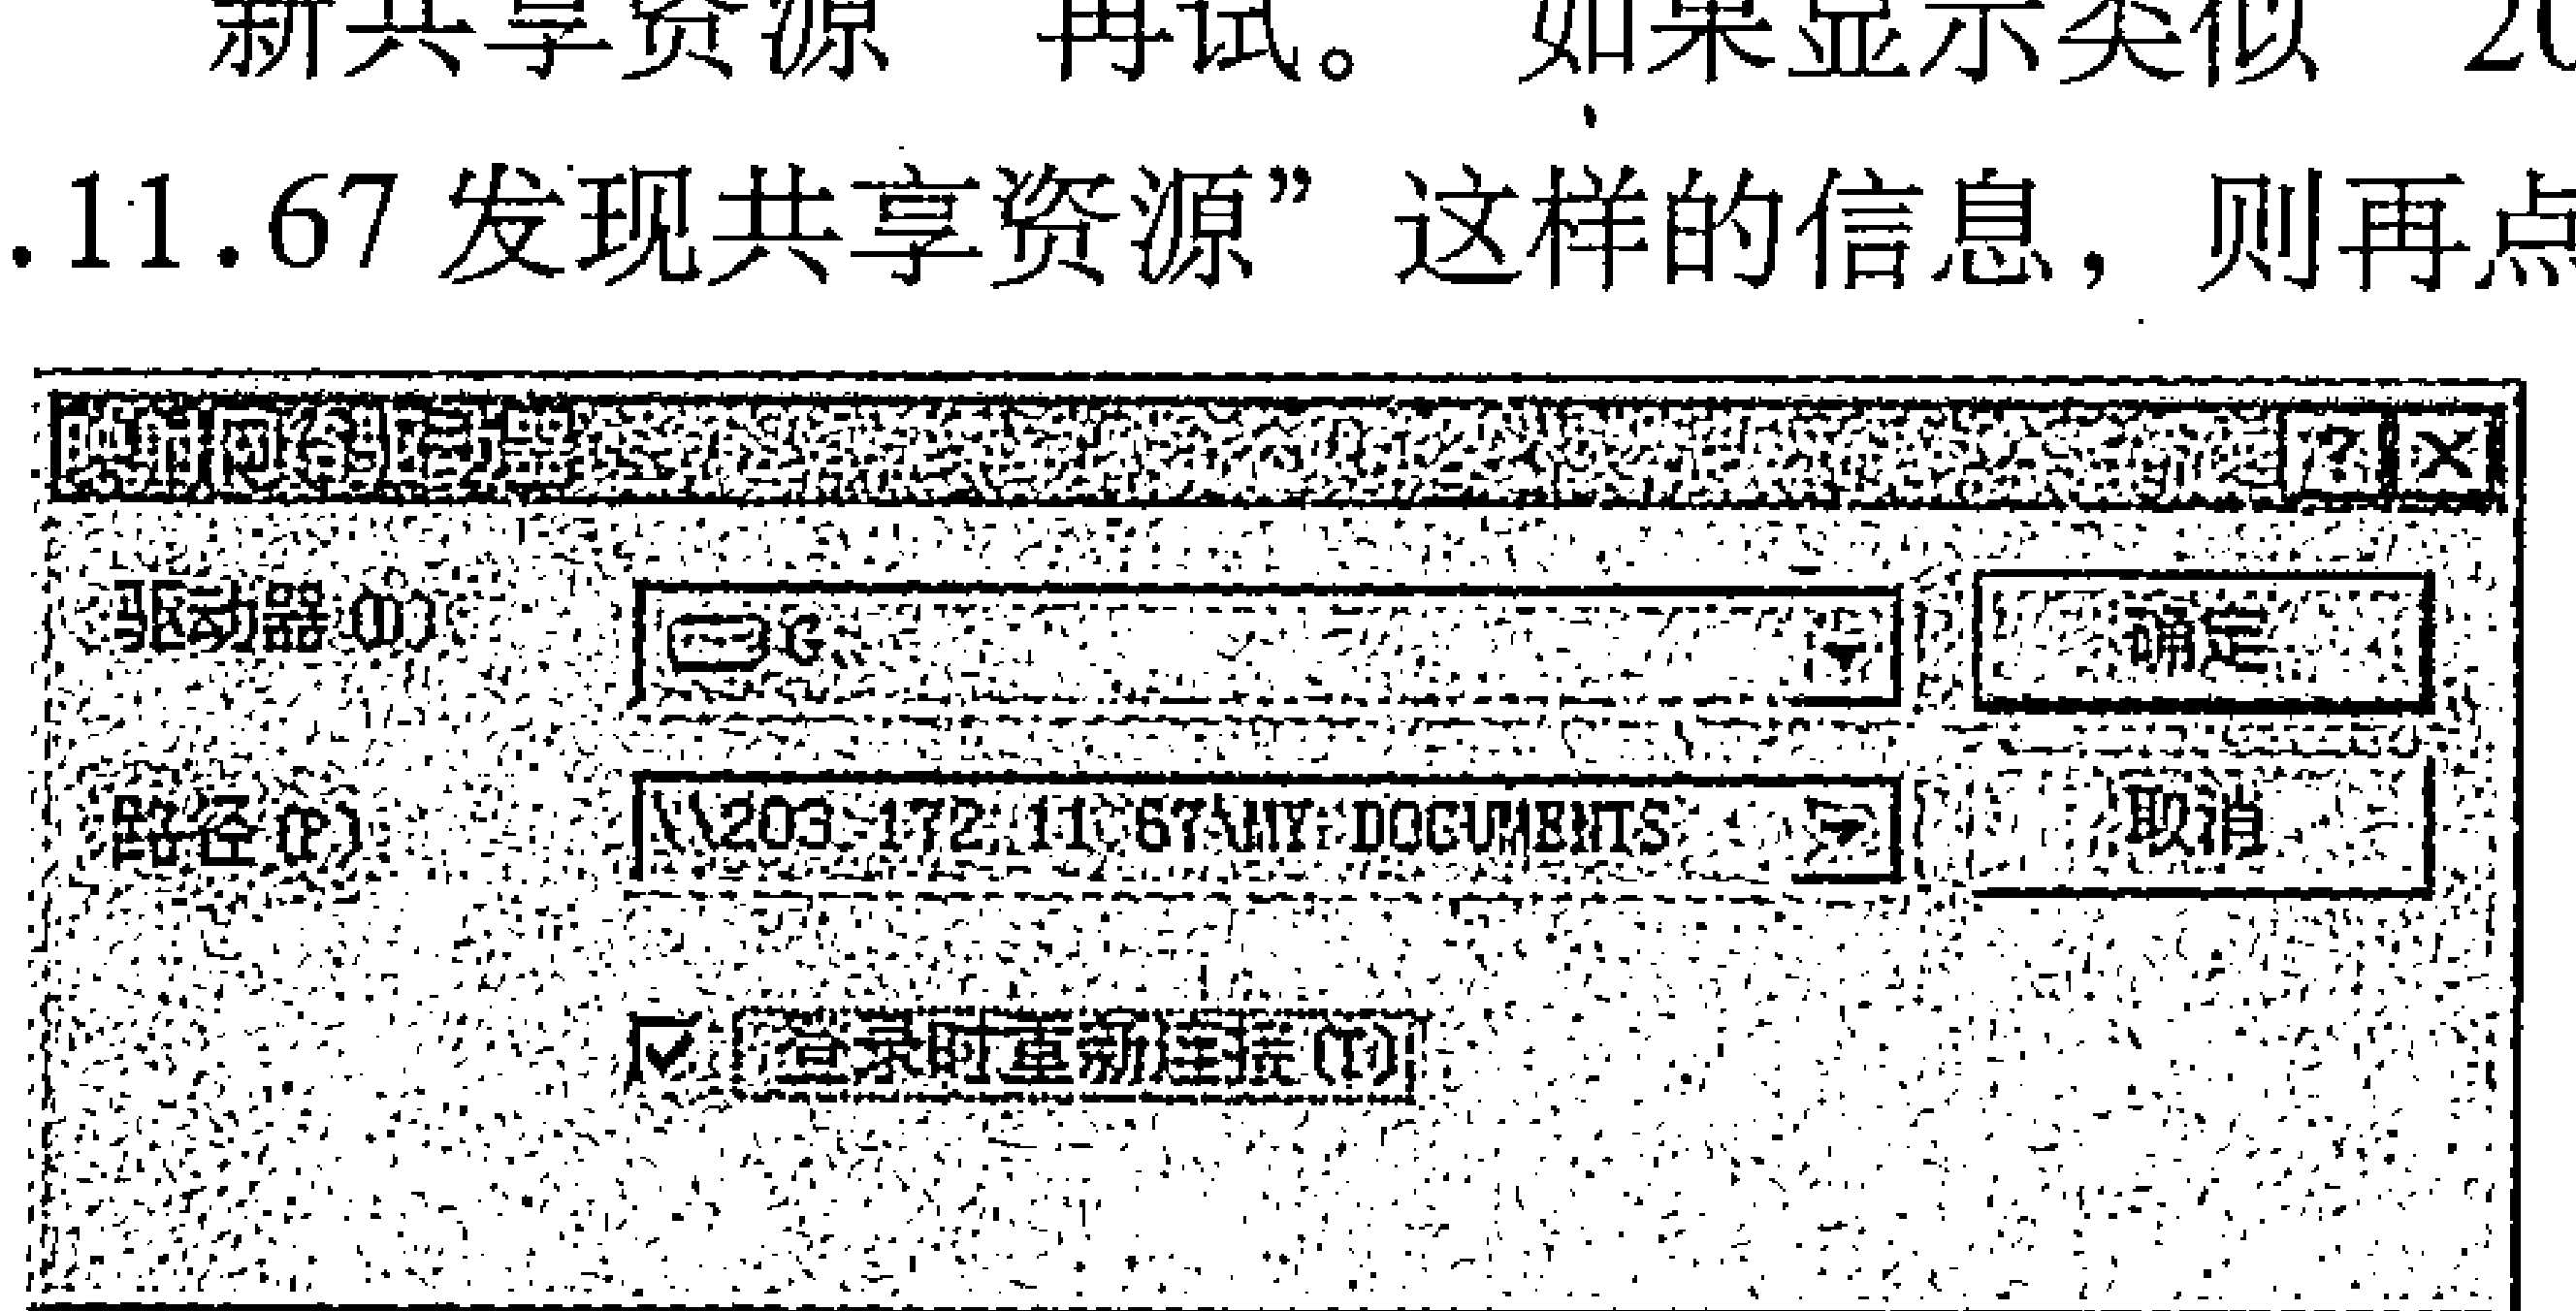 新共享资源 再试。 如果显示类似 20
.11.67 发现共享资源” 这样的信息，则再点
映射网络驱动器
驱动器(D) G: 确定
路径(P) \\203.172.11.67\MY DOCUMENTS 取消
登录时重新连接(T)